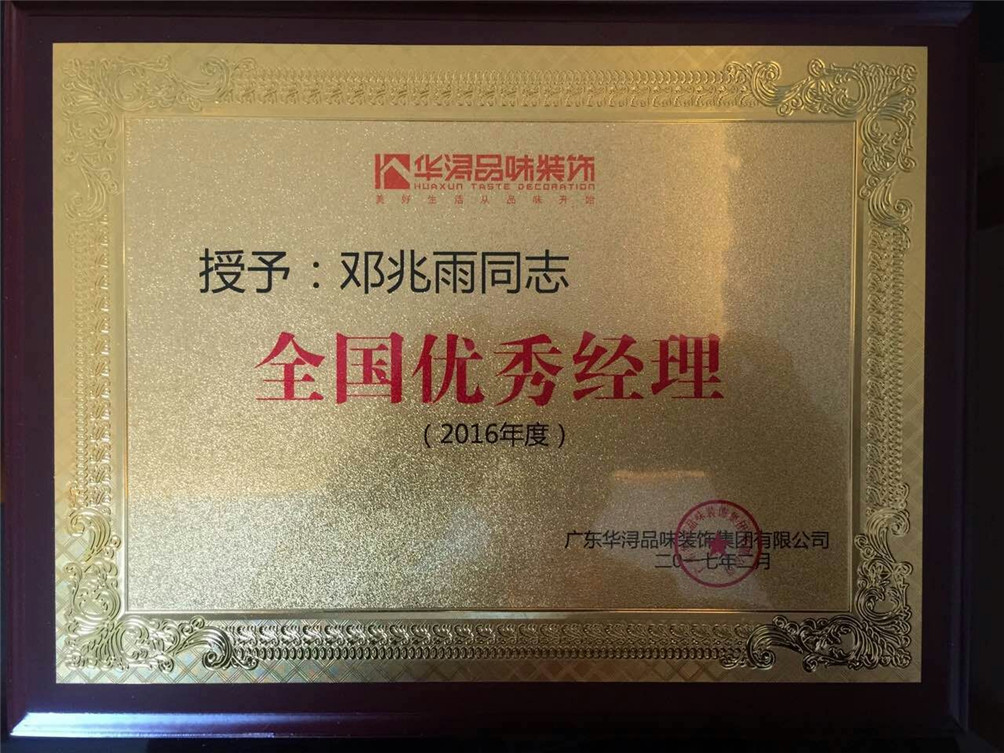 华浔品味装饰
HUAXUN TASTE DECORATION
美好生活从品味开始
授予：邓兆雨同志
全国优秀经理
（2016年度）
广东华浔品味装饰集团有限公司
二0一七年二月